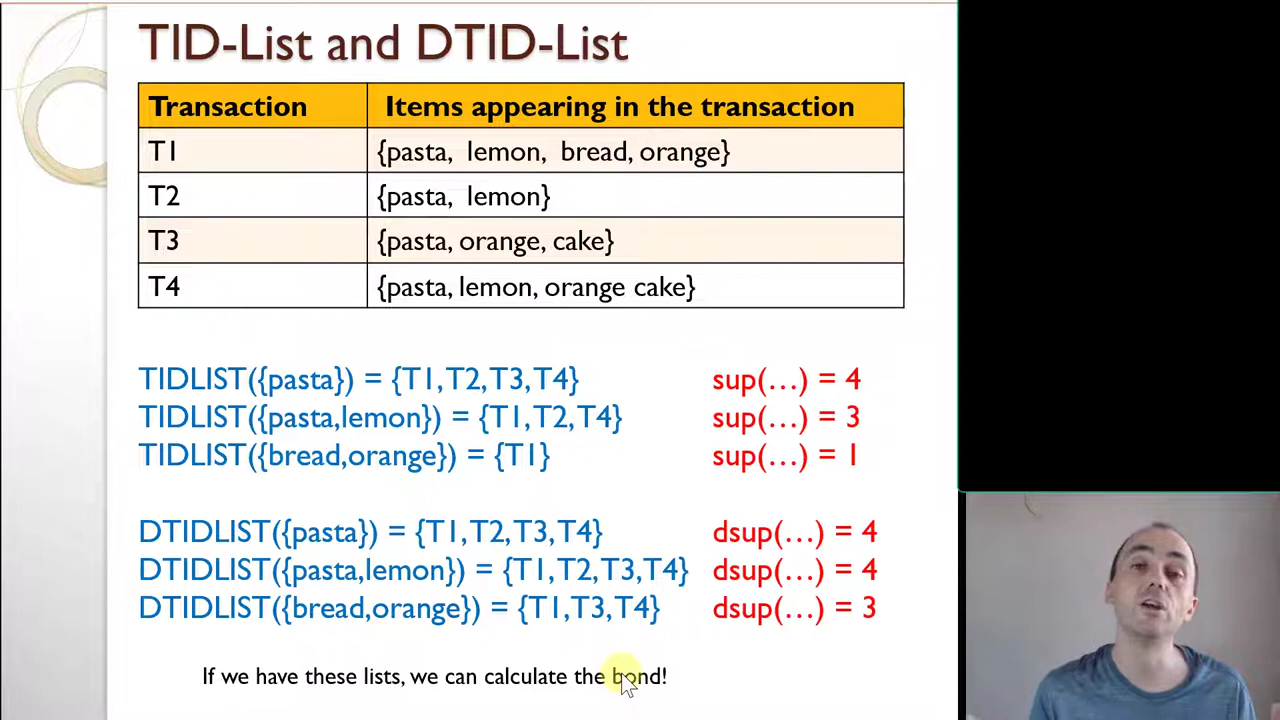 TID-List and DTID-List
Transaction Items appearing in the transaction
T1 {pasta, lemon, bread, orange}
T2 {pasta, lemon}
T3 {pasta, orange, cake}
T4 {pasta, lemon, orange cake}
TIDLIST({pasta}) = {T1,T2,T3,T4} sup(…) = 4
TIDLIST({pasta,lemon}) = {T1,T2,T4} sup(…) = 3
TIDLIST({bread,orange}) = {T1} sup(…) = 1
DTIDLIST({pasta}) = {T1,T2,T3,T4} dsup(…) = 4
DTIDLIST({pasta,lemon}) = {T1,T2,T3,T4} dsup(…) = 4
DTIDLIST({bread,orange}) = {T1,T3,T4} dsup(…) = 3
If we have these lists, we can calculate the bond!